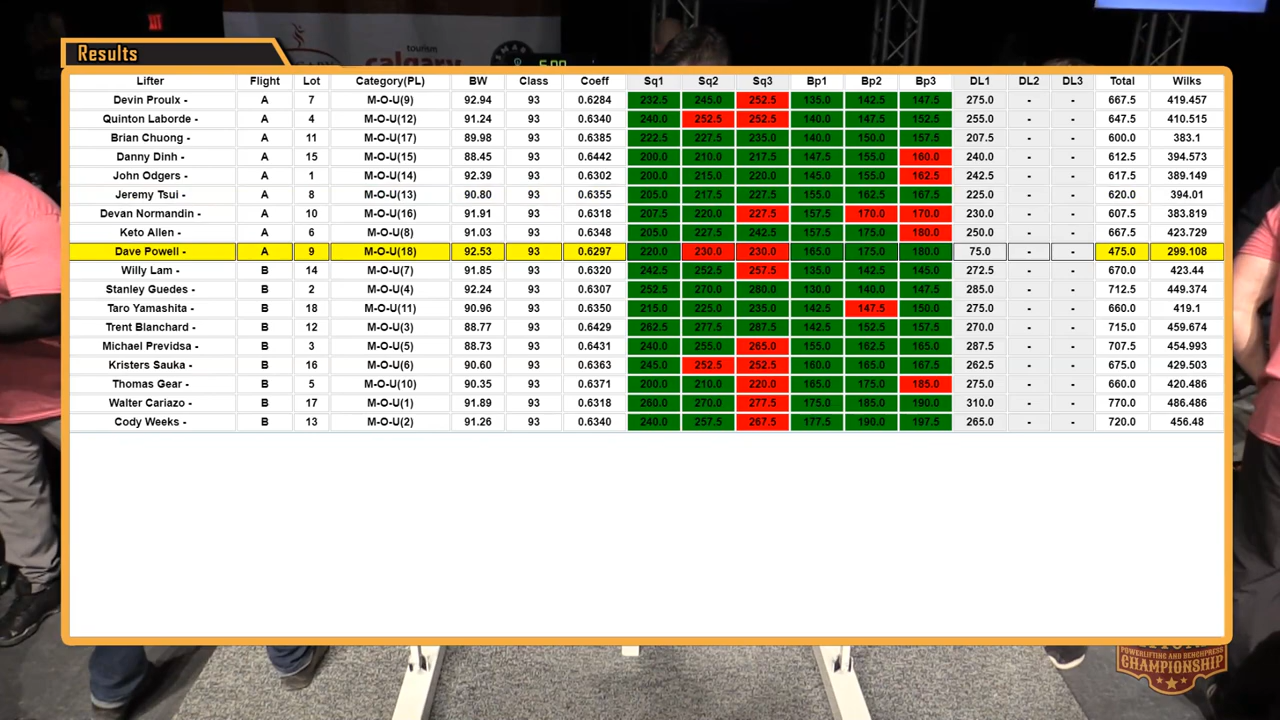 tourism
calgary
5:00
Results
Lifter Flight Lot Category(PL) BW Class Coeff Sq1 Sq2 Sq3 Bp1 Bp2 Bp3 DL1 DL2 DL3 Total Wilks
Devin Proulx - A 7 M-O-U(9) 92.94 93 0.6284 232.5 245.0 252.5 135.0 142.5 147.5 275.0 - - 667.5 419.457
Quinton Laborde - A 4 M-O-U(12) 91.24 93 0.6340 240.0 252.5 252.5 140.0 147.5 152.5 255.0 - - 647.5 410.515
Brian Chuong - A 11 M-O-U(17) 89.98 93 0.6385 222.5 227.5 235.0 140.0 150.0 157.5 207.5 - - 600.0 383.1
Danny Dinh - A 15 M-O-U(15) 88.45 93 0.6442 200.0 210.0 217.5 147.5 155.0 160.0 240.0 - - 612.5 394.573
John Odgers - A 1 M-O-U(14) 92.39 93 0.6302 200.0 215.0 220.0 145.0 155.0 162.5 242.5 - - 617.5 389.149
Jeremy Tsui - A 8 M-O-U(13) 90.80 93 0.6355 205.0 217.5 227.5 155.0 162.5 167.5 225.0 - - 620.0 394.01
Devan Normandin - A 10 M-O-U(16) 91.91 93 0.6318 207.5 220.0 227.5 157.5 170.0 170.0 230.0 - - 607.5 383.819
Keto Allen - A 6 M-O-U(8) 91.03 93 0.6348 205.0 227.5 242.5 157.5 175.0 180.0 250.0 - - 667.5 423.729
Dave Powell - A 9 M-O-U(18) 92.53 93 0.6297 220.0 230.0 230.0 165.0 175.0 180.0 75.0 - - 475.0 299.108
Willy Lam - B 14 M-O-U(7) 91.85 93 0.6320 242.5 252.5 257.5 135.0 142.5 145.0 272.5 - - 670.0 423.44
Stanley Guedes - B 2 M-O-U(4) 92.24 93 0.6307 252.5 270.0 280.0 130.0 140.0 147.5 285.0 - - 712.5 449.374
Taro Yamashita - B 18 M-O-U(11) 90.96 93 0.6350 215.0 225.0 235.0 142.5 147.5 150.0 275.0 - - 660.0 419.1
Trent Blanchard - B 12 M-O-U(3) 88.77 93 0.6429 262.5 277.5 287.5 142.5 152.5 157.5 270.0 - - 715.0 459.674
Michael Previdsa - B 3 M-O-U(5) 88.73 93 0.6431 240.0 255.0 265.0 155.0 162.5 165.0 287.5 - - 707.5 454.993
Kristers Sauka - B 16 M-O-U(6) 90.60 93 0.6363 245.0 252.5 252.5 160.0 165.0 167.5 262.5 - - 675.0 429.503
Thomas Gear - B 5 M-O-U(10) 90.35 93 0.6371 200.0 210.0 220.0 165.0 175.0 185.0 275.0 - - 660.0 420.486
Walter Cariazo - B 17 M-O-U(1) 91.89 93 0.6318 260.0 270.0 277.5 175.0 185.0 190.0 310.0 - - 770.0 486.486
Cody Weeks - B 13 M-O-U(2) 91.26 93 0.6340 240.0 257.5 267.5 177.5 190.0 197.5 265.0 - - 720.0 456.48
POWERLIFTING AND BENCHPRESS
CHAMPIONSHIP